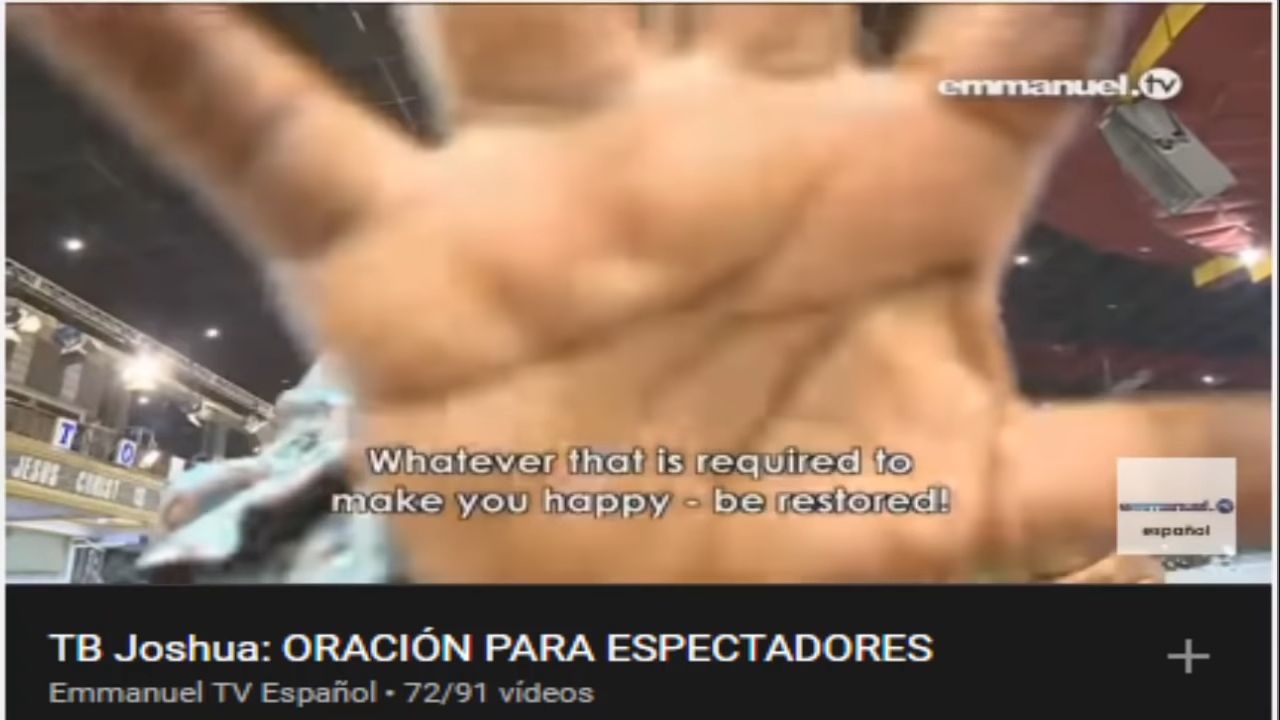 emmanuel.tv
T O
JESUS CHRIST IS
Whatever that is required to
make you happy - be restored!
emmanuel.tv
español
TB Joshua: ORACIÓN PARA ESPECTADORES
Emmanuel TV Español • 72/91 vídeos